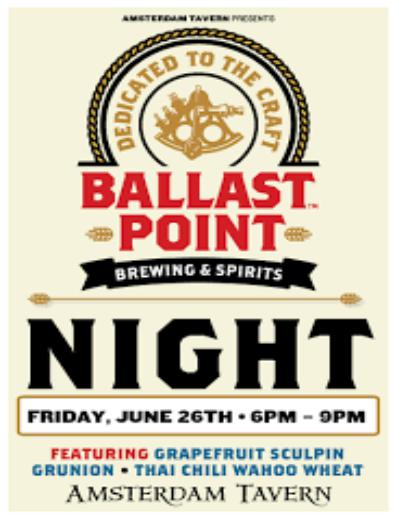 AMSTERDAM TAVERN PRESENTS
DEDICATED TO THE CRAFT
BALLAST
POINT™
BREWING & SPIRITS
NIGHT
FRIDAY, JUNE 26TH • 6PM – 9PM
FEATURING GRAPEFRUIT SCULPIN
GRUNION • THAI CHILI WAHOO WHEAT
AMSTERDAM TAVERN